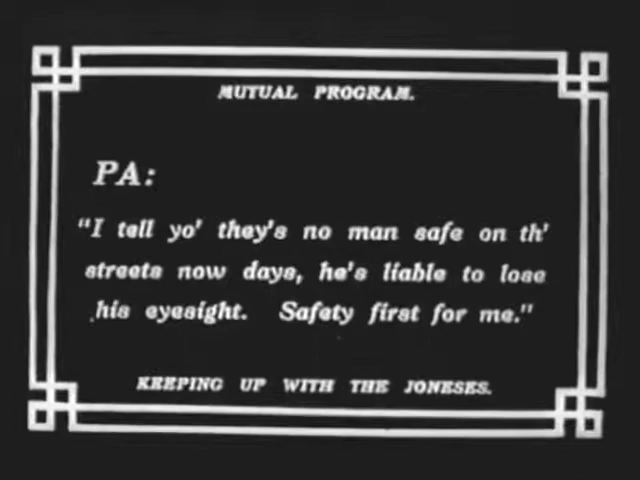 MUTUAL PROGRAM.
PA:
"I tell yo' they's no man safe on th'
streets now days, he's liable to lose
his eyesight. Safety first for me."
KEEPING UP WITH THE JONESES.